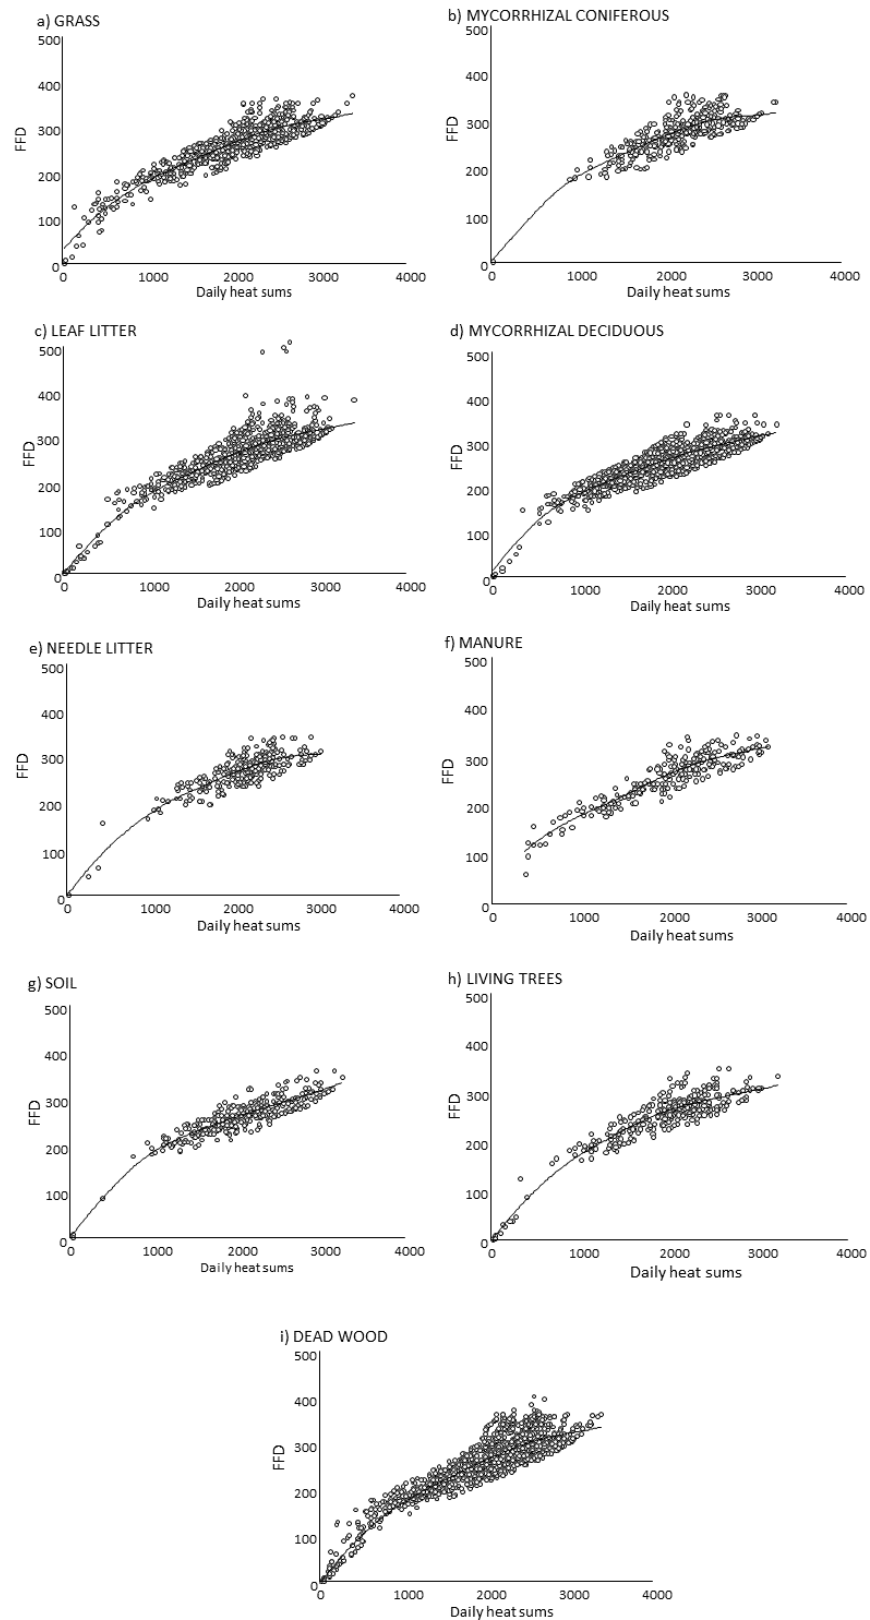 a) GRASS
500
400
300
200
100
0
FFD
0 1000 2000 3000 4000
Daily heat sums
b) MYCORRHIZAL CONIFEROUS
500
400
300
200
100
0
FFD
0 1000 2000 3000 4000
Daily heat sums
c) LEAF LITTER
500
400
300
200
100
0
FFD
0 1000 2000 3000 4000
Daily heat sums
d) MYCORRHIZAL DECIDUOUS
500
400
300
200
100
0
FFD
0 1000 2000 3000 4000
Daily heat sums
e) NEEDLE LITTER
500
400
300
200
100
0
FFD
0 1000 2000 3000 4000
Daily heat sums
f) MANURE
500
400
300
200
100
0
FFD
0 1000 2000 3000 4000
Daily heat sums
g) SOIL
500
400
300
200
100
0
FFD
0 1000 2000 3000 4000
Daily heat sums
h) LIVING TREES
500
400
300
200
100
0
FFD
0 1000 2000 3000 4000
Daily heat sums
i) DEAD WOOD
500
400
300
200
100
0
FFD
0 1000 2000 3000 4000
Daily heat sums